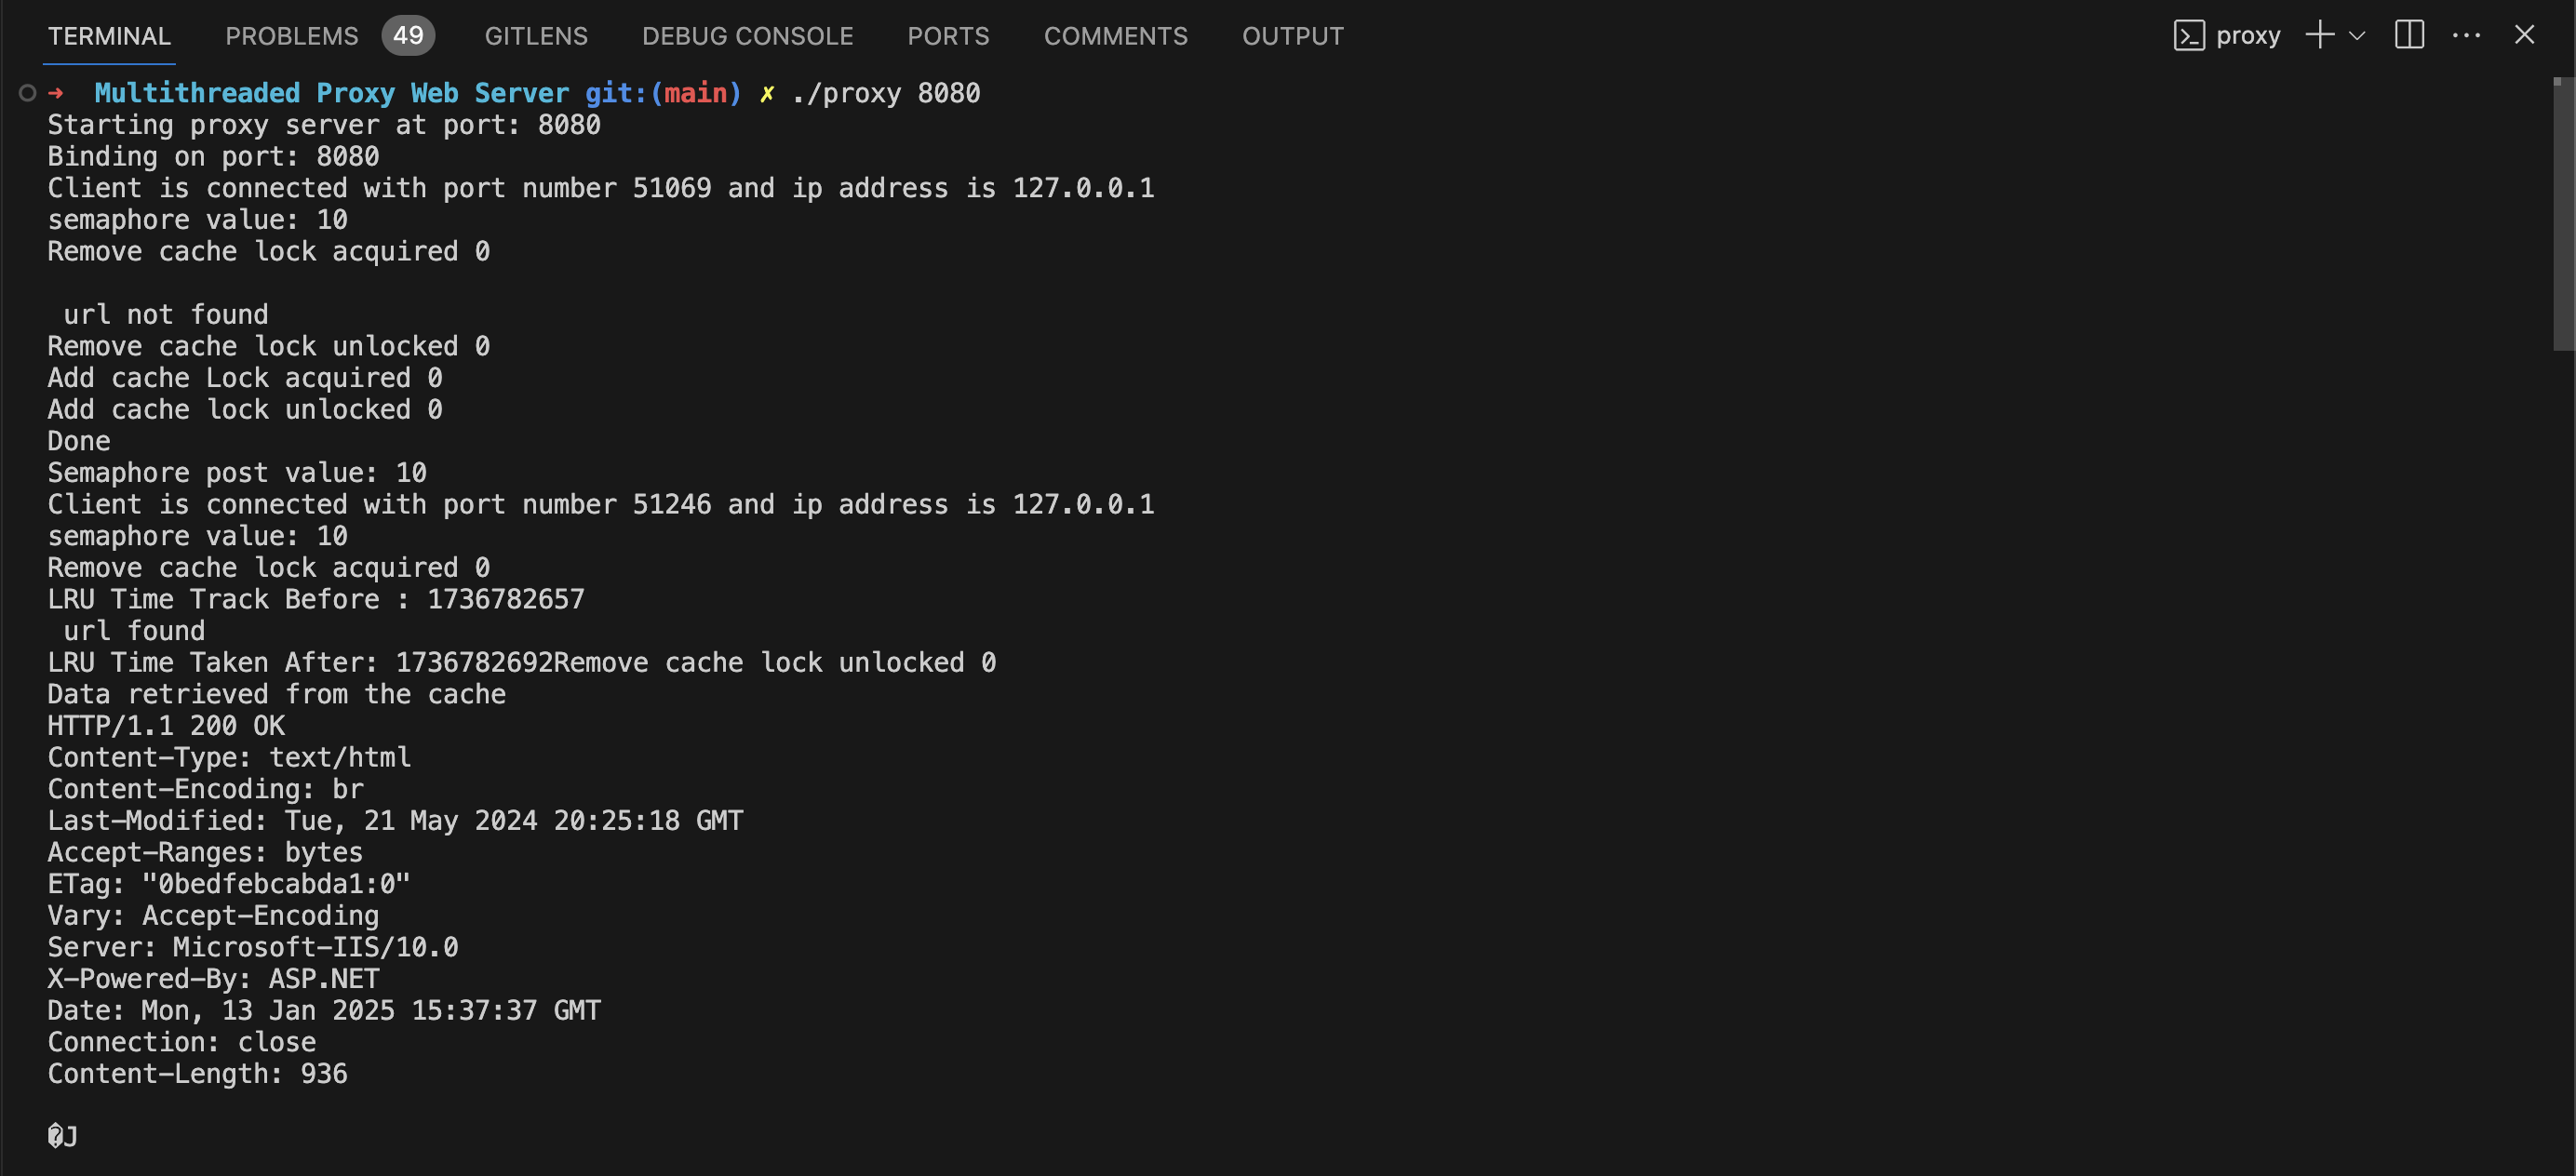 TERMINAL PROBLEMS 49 GITLENS DEBUG CONSOLE PORTS COMMENTS OUTPUT proxy
➜ Multithreaded Proxy Web Server git:(main) ✗ ./proxy 8080
Starting proxy server at port: 8080
Binding on port: 8080
Client is connected with port number 51069 and ip address is 127.0.0.1
semaphore value: 10
Remove cache lock acquired 0
url not found
Remove cache lock unlocked 0
Add cache Lock acquired 0
Add cache lock unlocked 0
Done
Semaphore post value: 10
Client is connected with port number 51246 and ip address is 127.0.0.1
semaphore value: 10
Remove cache lock acquired 0
LRU Time Track Before : 1736782657
url found
LRU Time Taken After: 1736782692Remove cache lock unlocked 0
Data retrieved from the cache
HTTP/1.1 200 OK
Content-Type: text/html
Content-Encoding: br
Last-Modified: Tue, 21 May 2024 20:25:18 GMT
Accept-Ranges: bytes
ETag: "0bedfebcabda1:0"
Vary: Accept-Encoding
Server: Microsoft-IIS/10.0
X-Powered-By: ASP.NET
Date: Mon, 13 Jan 2025 15:37:37 GMT
Connection: close
Content-Length: 936
�J